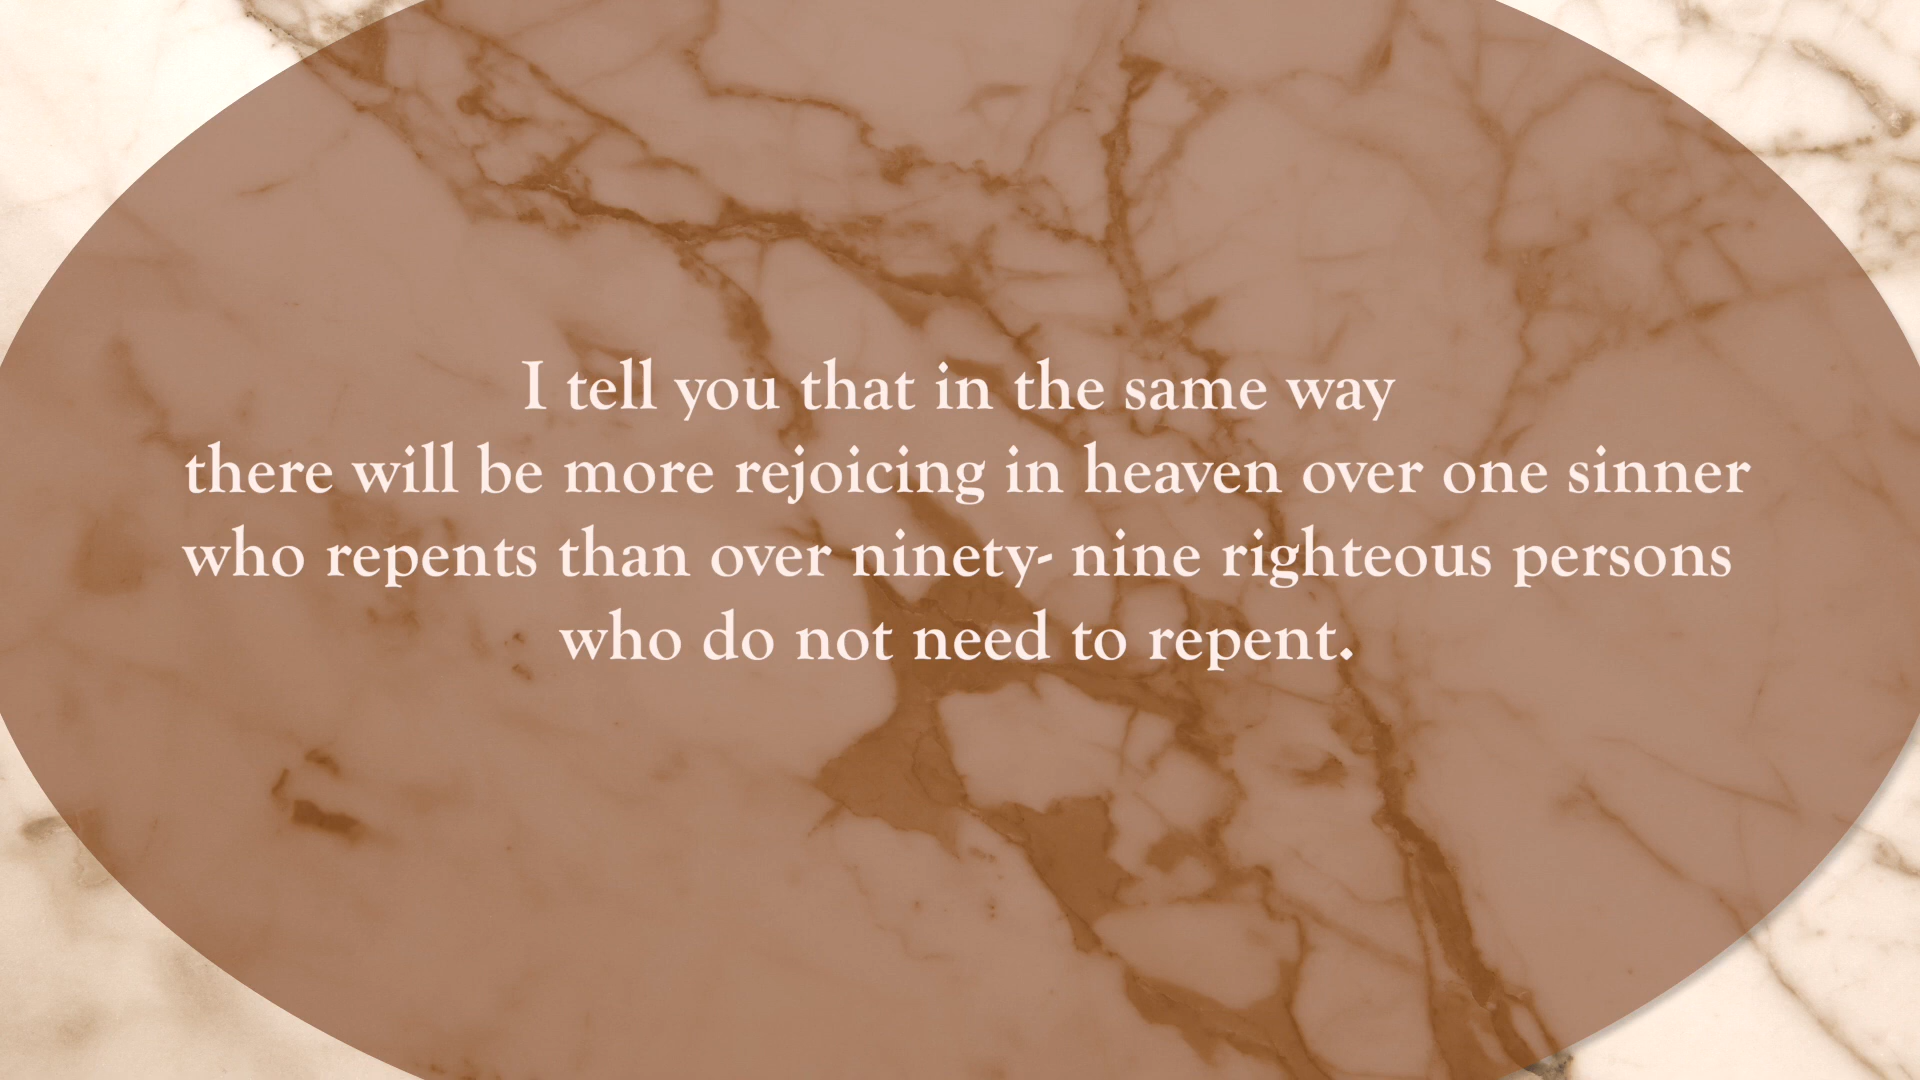 I tell you that in the same way
there will be more rejoicing in heaven over one sinner
who repents than over ninety- nine righteous persons
who do not need to repent.